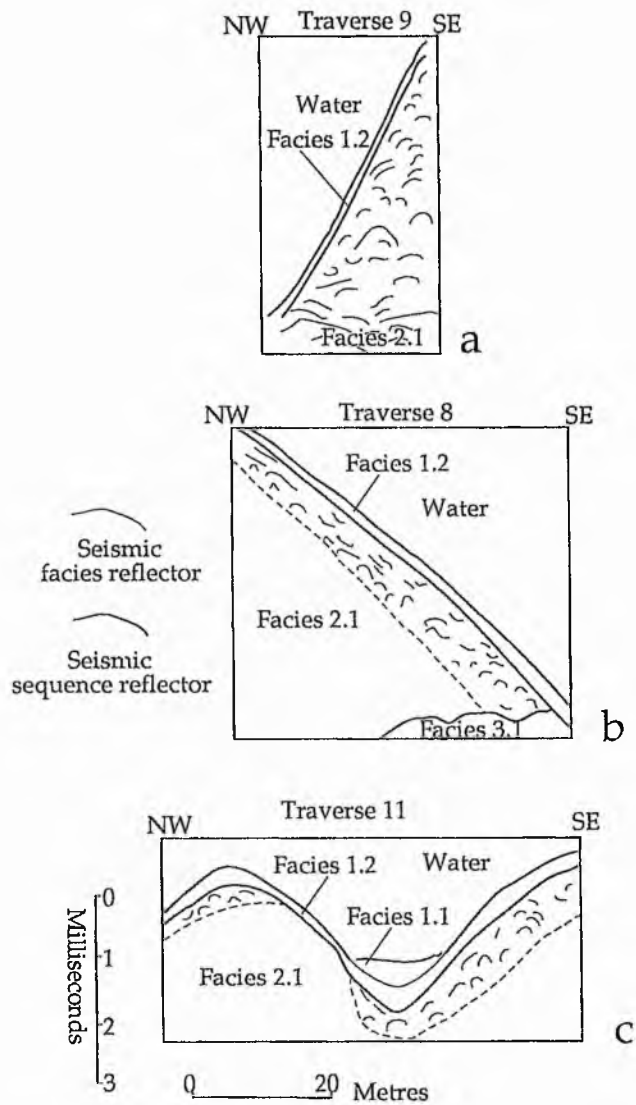 NW Traverse 9 SE
Water
Facies 1.2
Facies 2.1
a
NW Traverse 8 SE
Facies 1.2
Water
Facies 2.1
Facies 3.1
b
Seismic
facies reflector
Seismic
sequence reflector
Traverse 11
NW SE
Facies 1.2 Water
Facies 1.1
Facies 2.1
c
Milliseconds
0
1
2
3
0 20 Metres